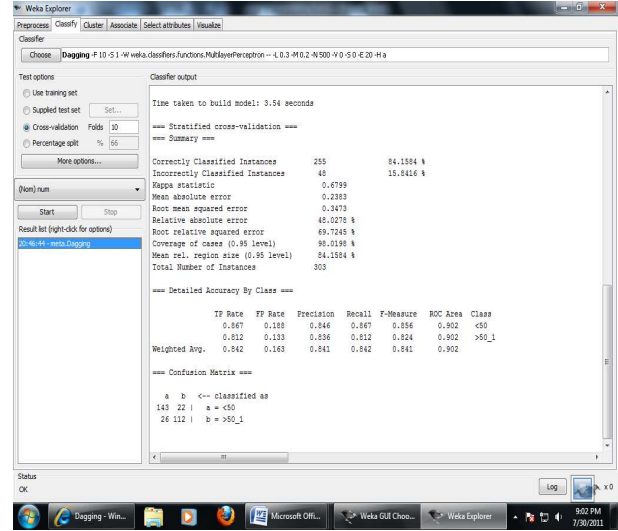 Weka Explorer
Preprocess Classify Cluster Associate Select attributes Visualize
Classifier
Choose Dagging -F 10 -S 1 -W weka.classifiers.functions.MultilayerPerceptron -- -L 0.3 -M 0.2 -N 500 -V 0 -S 0 -E 20 -H a
Test options
Use training set
Supplied test set Set...
Cross-validation Folds 10
Percentage split % 66
More options...
(Nom) num
Start Stop
Result list (right-click for options)
20:46:44 - meta.Dagging
Classifier output
Time taken to build model: 3.54 seconds
=== Stratified cross-validation ===
=== Summary ===
Correctly Classified Instances 255 84.1584 %
Incorrectly Classified Instances 48 15.8416 %
Kappa statistic 0.6799
Mean absolute error 0.2383
Root mean squared error 0.3473
Relative absolute error 48.0278 %
Root relative squared error 69.7245 %
Coverage of cases (0.95 level) 98.0198 %
Mean rel. region size (0.95 level) 84.1584 %
Total Number of Instances 303
=== Detailed Accuracy By Class ===
TP Rate FP Rate Precision Recall F-Measure ROC Area Class
0.867 0.188 0.846 0.867 0.856 0.902 <50
0.812 0.133 0.836 0.812 0.824 0.902 >50_1
Weighted Avg. 0.842 0.163 0.841 0.842 0.841 0.902
=== Confusion Matrix ===
a b <-- classified as
143 22 | a = <50
26 112 | b = >50_1
Status
OK
Log
x 0
Dagging - Win...
Microsoft Offi...
Weka GUI Choo...
Weka Explorer
9:02 PM
7/30/2011